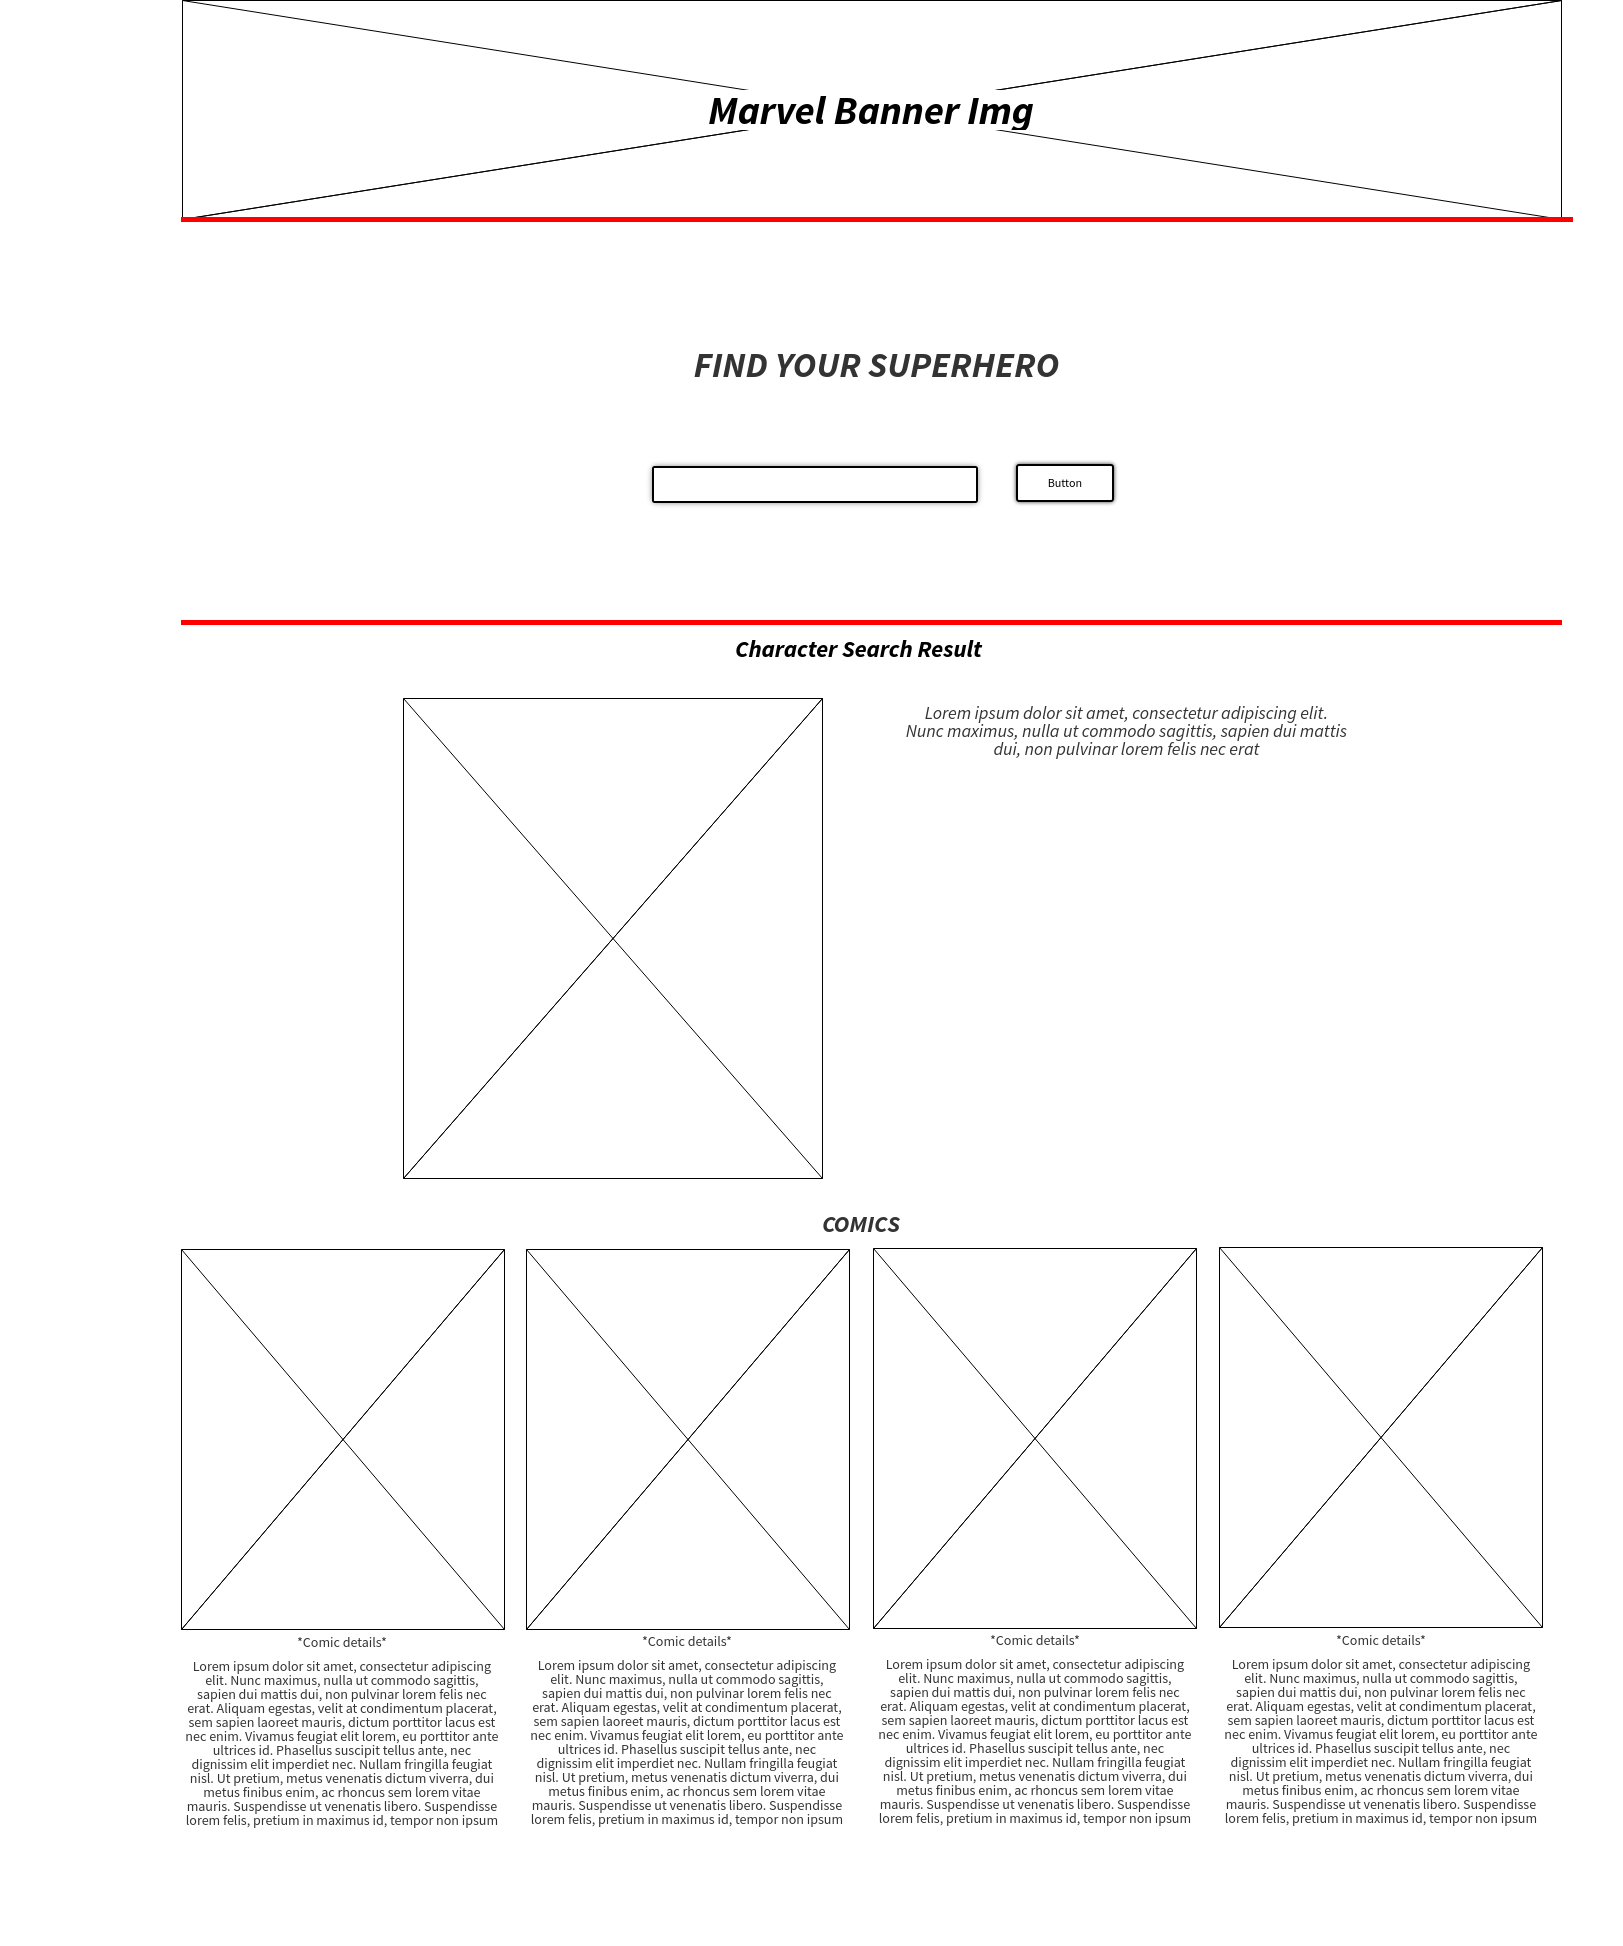 Marvel Banner Img
FIND YOUR SUPERHERO
Button
Character Search Result
Lorem ipsum dolor sit amet, consectetur adipiscing elit.
Nunc maximus, nulla ut commodo sagittis, sapien dui mattis
dui, non pulvinar lorem felis nec erat
COMICS
*Comic details*
Lorem ipsum dolor sit amet, consectetur adipiscing
elit. Nunc maximus, nulla ut commodo sagittis,
sapien dui mattis dui, non pulvinar lorem felis nec
erat. Aliquam egestas, velit at condimentum placerat,
sem sapien laoreet mauris, dictum porttitor lacus est
nec enim. Vivamus feugiat elit lorem, eu porttitor ante
ultrices id. Phasellus suscipit tellus ante, nec
dignissim elit imperdiet nec. Nullam fringilla feugiat
nisl. Ut pretium, metus venenatis dictum viverra, dui
metus finibus enim, ac rhoncus sem lorem vitae
mauris. Suspendisse ut venenatis libero. Suspendisse
lorem felis, pretium in maximus id, tempor non ipsum
*Comic details*
Lorem ipsum dolor sit amet, consectetur adipiscing
elit. Nunc maximus, nulla ut commodo sagittis,
sapien dui mattis dui, non pulvinar lorem felis nec
erat. Aliquam egestas, velit at condimentum placerat,
sem sapien laoreet mauris, dictum porttitor lacus est
nec enim. Vivamus feugiat elit lorem, eu porttitor ante
ultrices id. Phasellus suscipit tellus ante, nec
dignissim elit imperdiet nec. Nullam fringilla feugiat
nisl. Ut pretium, metus venenatis dictum viverra, dui
metus finibus enim, ac rhoncus sem lorem vitae
mauris. Suspendisse ut venenatis libero. Suspendisse
lorem felis, pretium in maximus id, tempor non ipsum
*Comic details*
Lorem ipsum dolor sit amet, consectetur adipiscing
elit. Nunc maximus, nulla ut commodo sagittis,
sapien dui mattis dui, non pulvinar lorem felis nec
erat. Aliquam egestas, velit at condimentum placerat,
sem sapien laoreet mauris, dictum porttitor lacus est
nec enim. Vivamus feugiat elit lorem, eu porttitor ante
ultrices id. Phasellus suscipit tellus ante, nec
dignissim elit imperdiet nec. Nullam fringilla feugiat
nisl. Ut pretium, metus venenatis dictum viverra, dui
metus finibus enim, ac rhoncus sem lorem vitae
mauris. Suspendisse ut venenatis libero. Suspendisse
lorem felis, pretium in maximus id, tempor non ipsum
*Comic details*
Lorem ipsum dolor sit amet, consectetur adipiscing
elit. Nunc maximus, nulla ut commodo sagittis,
sapien dui mattis dui, non pulvinar lorem felis nec
erat. Aliquam egestas, velit at condimentum placerat,
sem sapien laoreet mauris, dictum porttitor lacus est
nec enim. Vivamus feugiat elit lorem, eu porttitor ante
ultrices id. Phasellus suscipit tellus ante, nec
dignissim elit imperdiet nec. Nullam fringilla feugiat
nisl. Ut pretium, metus venenatis dictum viverra, dui
metus finibus enim, ac rhoncus sem lorem vitae
mauris. Suspendisse ut venenatis libero. Suspendisse
lorem felis, pretium in maximus id, tempor non ipsum